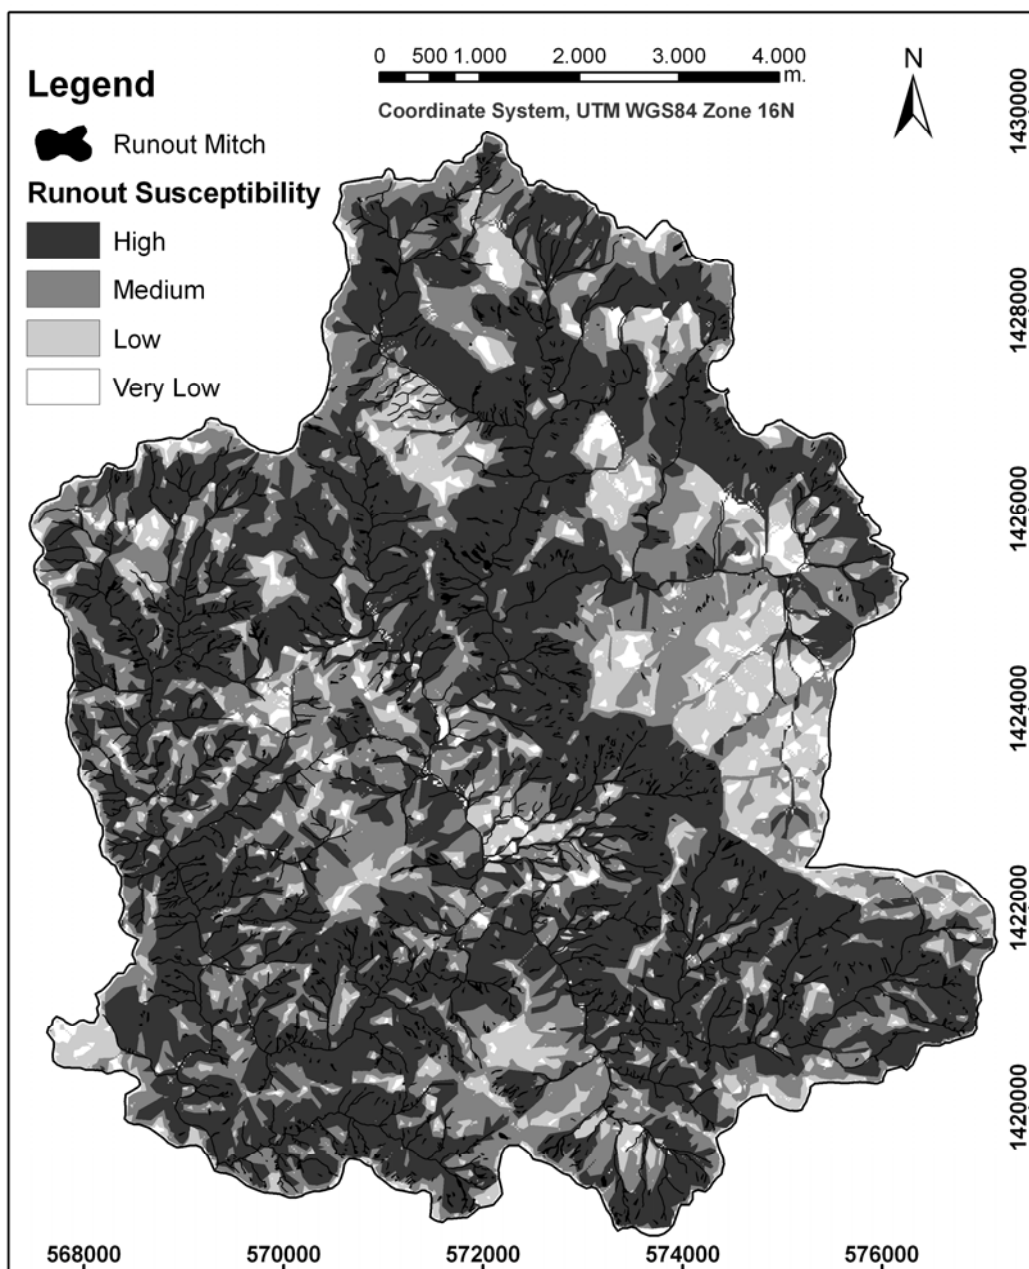 0 500 1.000 2.000 3.000 4.000
m.
Coordinate System, UTM WGS84 Zone 16N
N
Legend
Runout Mitch
Runout Susceptibility
High
Medium
Low
Very Low
1430000
1428000
1426000
1424000
1422000
1420000
568000 570000 572000 574000 576000